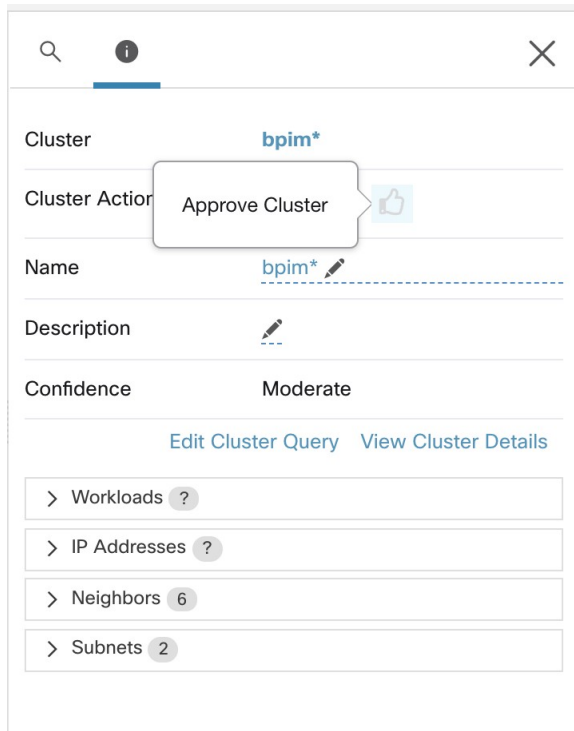 Cluster bpim*
Cluster Action
Approve Cluster
Name bpim*
Description
Confidence Moderate
Edit Cluster Query View Cluster Details
Workloads ?
IP Addresses ?
Neighbors 6
Subnets 2